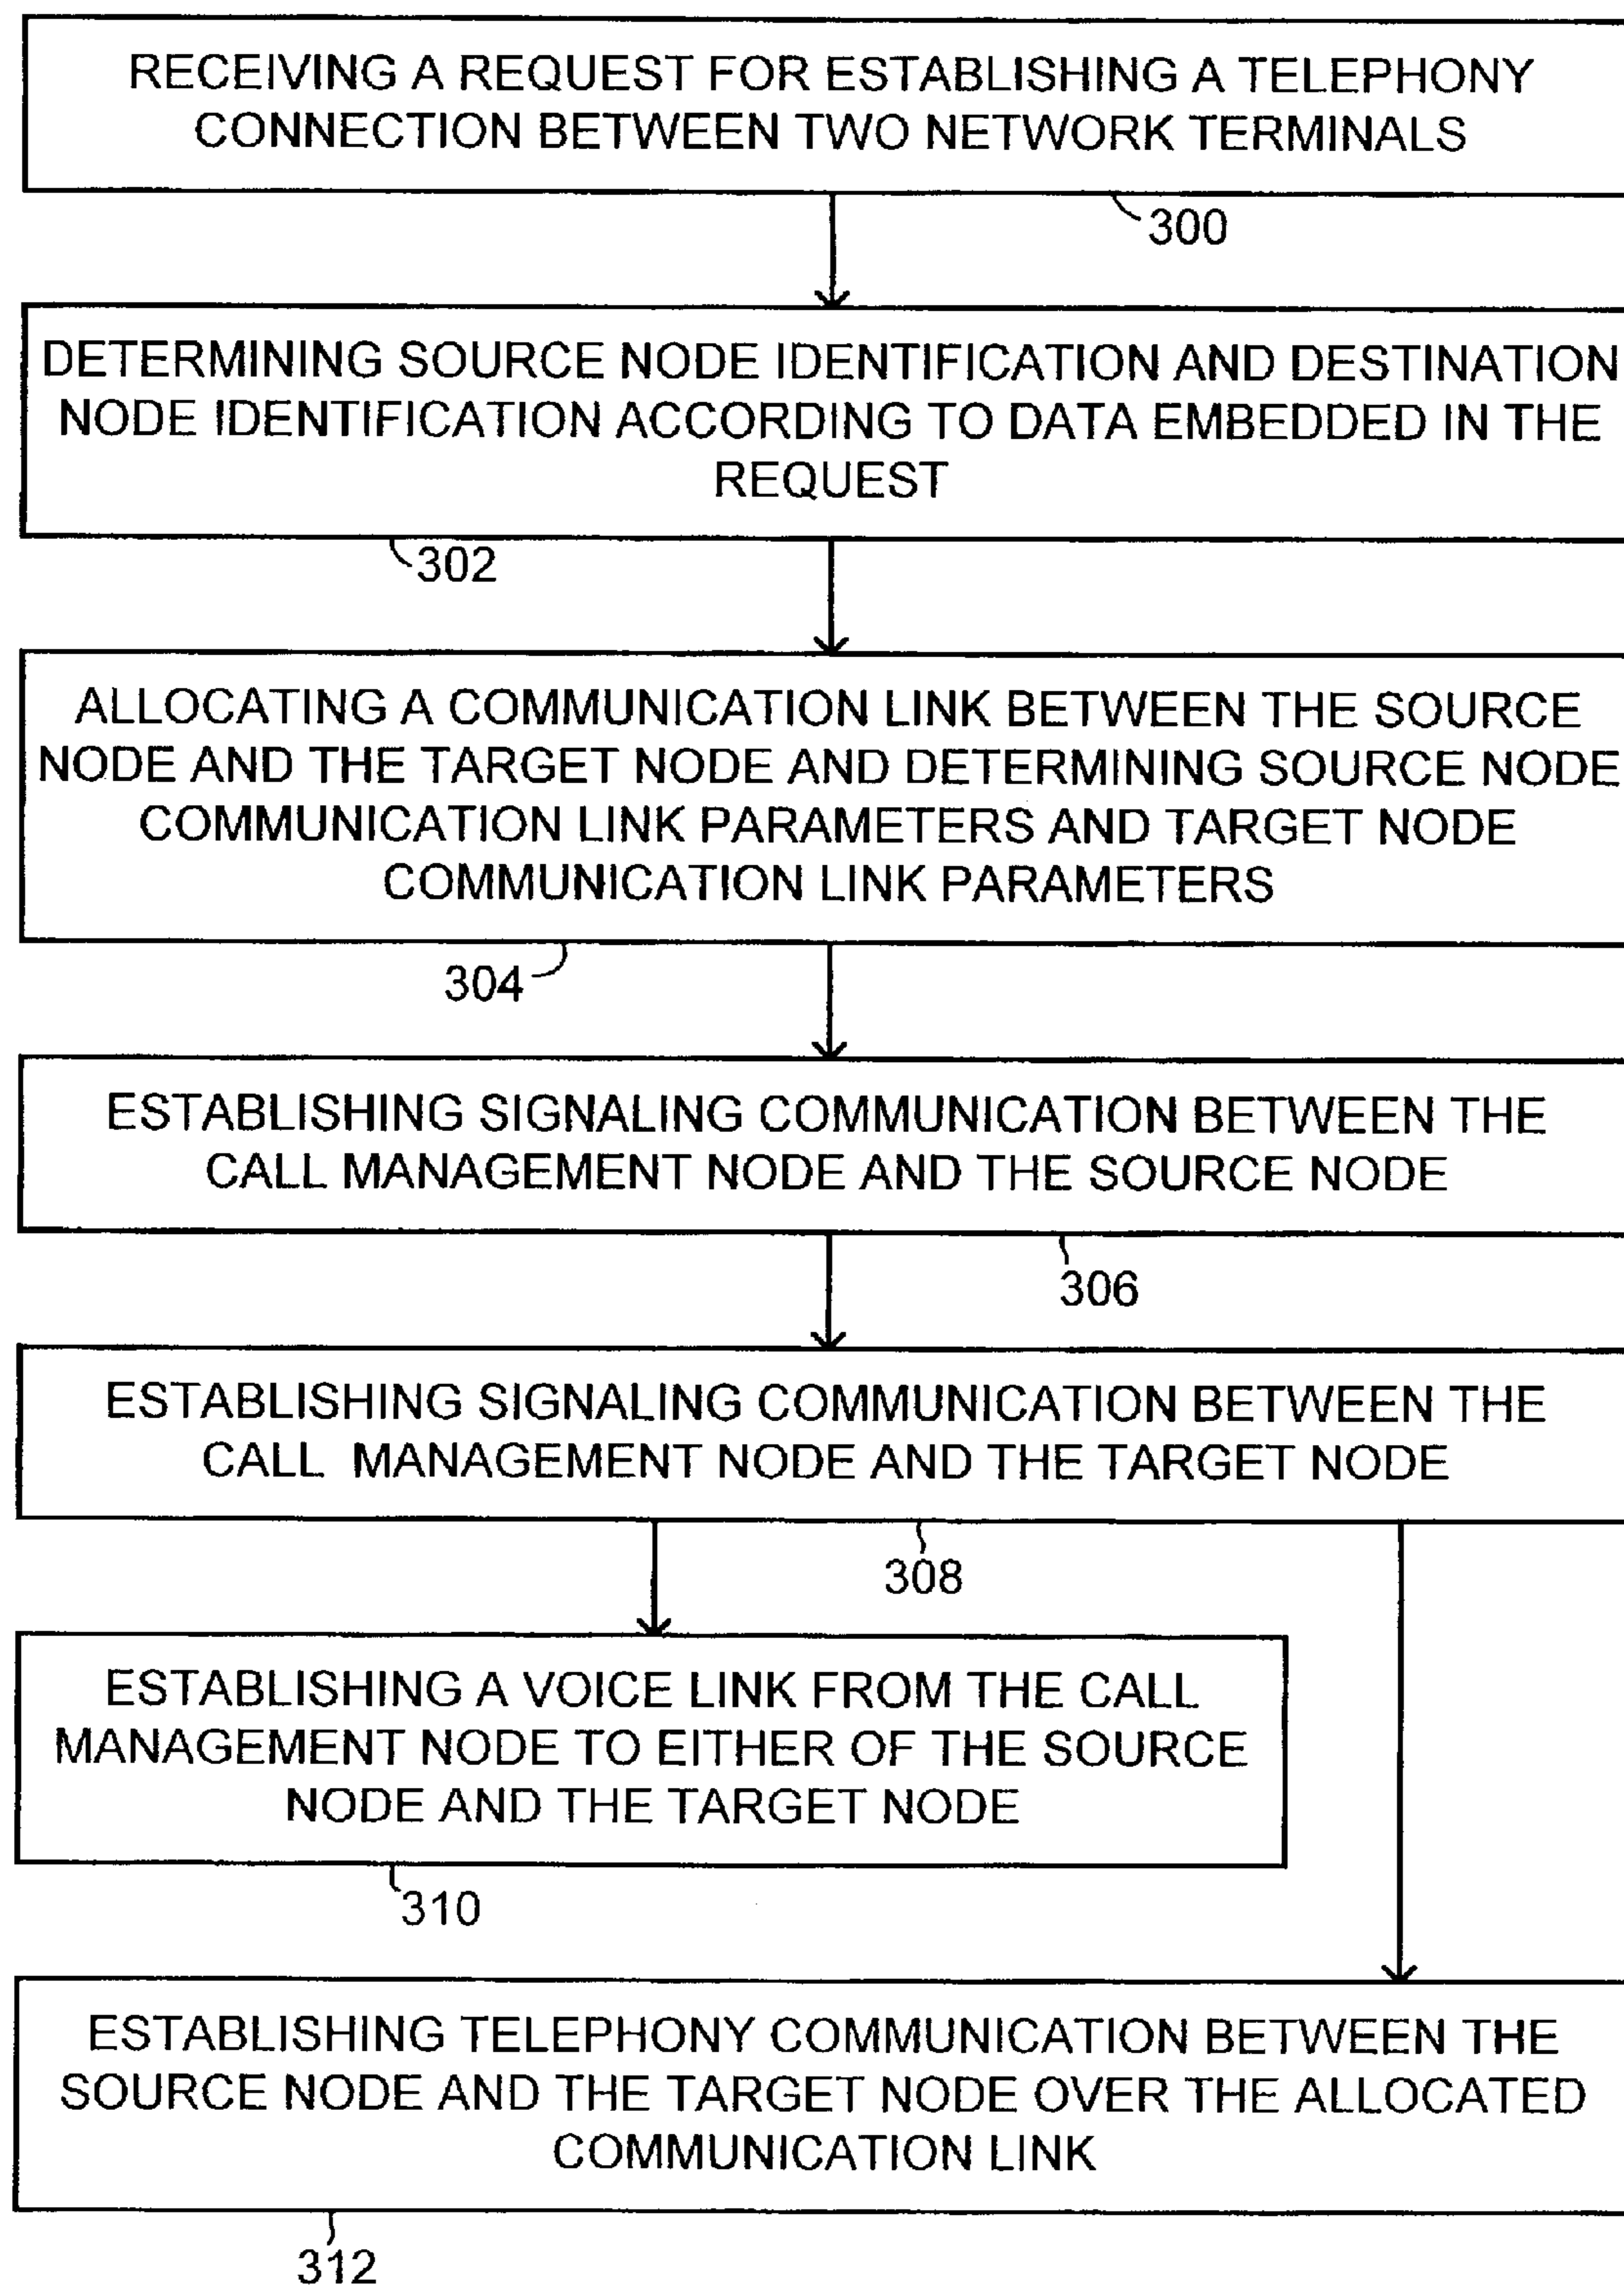 RECEIVING A REQUEST FOR ESTABLISHING A TELEPHONY
CONNECTION BETWEEN TWO NETWORK TERMINALS
300
DETERMINING SOURCE NODE IDENTIFICATION AND DESTINATION
NODE IDENTIFICATION ACCORDING TO DATA EMBEDDED IN THE
REQUEST
302
ALLOCATING A COMMUNICATION LINK BETWEEN THE SOURCE
NODE AND THE TARGET NODE AND DETERMINING SOURCE NODE
COMMUNICATION LINK PARAMETERS AND TARGET NODE
COMMUNICATION LINK PARAMETERS
304
ESTABLISHING SIGNALING COMMUNICATION BETWEEN THE
CALL MANAGEMENT NODE AND THE SOURCE NODE
306
ESTABLISHING SIGNALING COMMUNICATION BETWEEN THE
CALL MANAGEMENT NODE AND THE TARGET NODE
308
ESTABLISHING A VOICE LINK FROM THE CALL
MANAGEMENT NODE TO EITHER OF THE SOURCE
NODE AND THE TARGET NODE
310
ESTABLISHING TELEPHONY COMMUNICATION BETWEEN THE
SOURCE NODE AND THE TARGET NODE OVER THE ALLOCATED
COMMUNICATION LINK
312